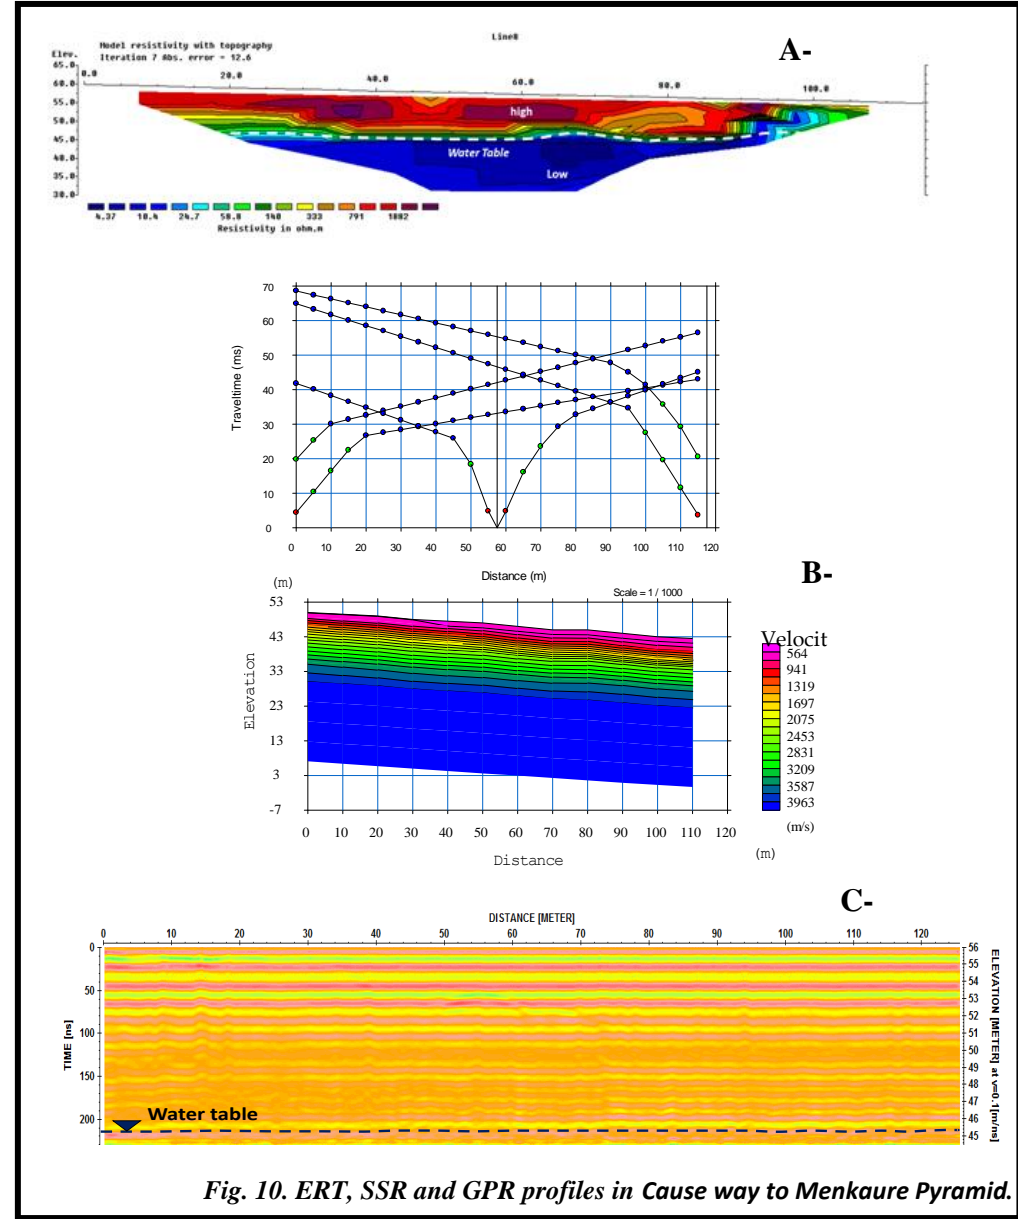 Line8
A-
Model resistivity with topography
Iteration 7 Abs. error = 12.6
Elev.
65.0
60.0
55.0
50.0
45.0
40.0
35.0
30.0
0.0 20.0 40.0 60.0 80.0 100.0
high
Water Table
Low
4.37 10.4 24.7 58.8 140 333 791 1882
Resistivity in ohm.m
B-
Traveltime (ms)
70
60
50
40
30
20
10
0
0 10 20 30 40 50 60 70 80 90 100 110 120
Distance (m)
Scale = 1 / 1000
(m)
Elevation
53
43
33
23
13
3
-7
0 10 20 30 40 50 60 70 80 90 100 110 120
Distance
(m)
Velocit
564
941
1319
1697
2075
2453
2831
3209
3587
3963
(m/s)
C-
DISTANCE [METER]
0 10 20 30 40 50 60 70 80 90 100 110 120
TIME [ns]
0
50
100
150
200
Water table
56
55
54
53
52
51
50
49
48
47
46
45
ELEVATION [METER] at v=0.1[m/ns]
Fig. 10. ERT, SSR and GPR profiles in Cause way to Menkaure Pyramid.